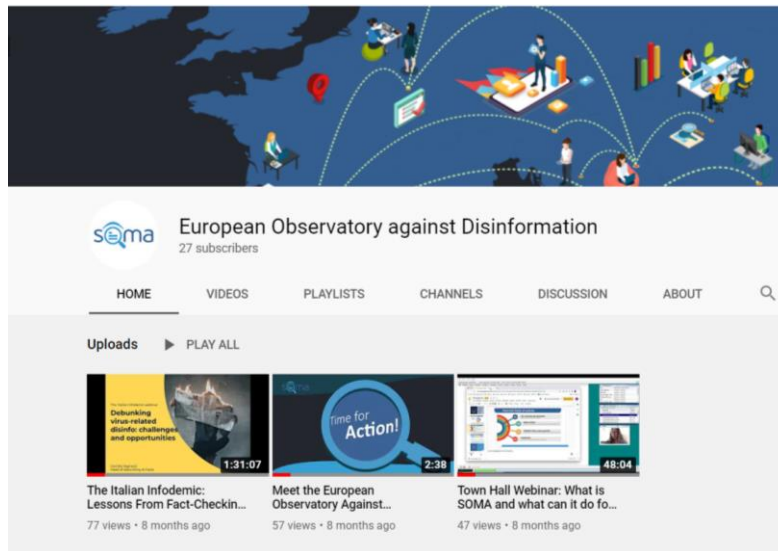 soma
European Observatory against Disinformation
27 subscribers
HOME VIDEOS PLAYLISTS CHANNELS DISCUSSION ABOUT
Uploads PLAY ALL
Debunking
virus-related
disinfo: challenges
and opportunities
1:31:07
soma
Time for
Action!
2:38
48:04
The Italian Infodemic:
Lessons From Fact-Checkin...
77 views • 8 months ago
Meet the European
Observatory Against...
57 views • 8 months ago
Town Hall Webinar: What is
SOMA and what can it do fo...
47 views • 8 months ago